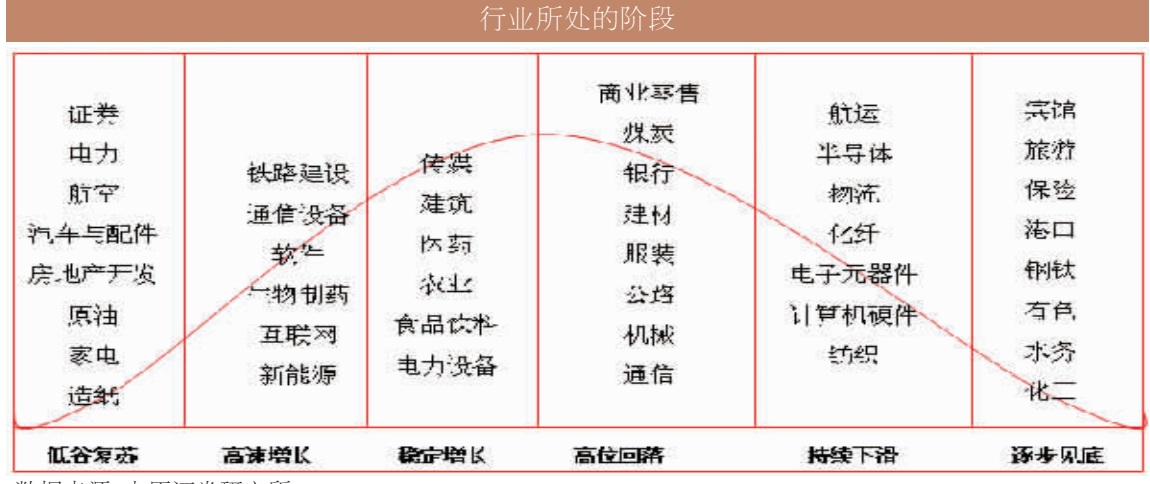 行业所处的阶段
证券
电力
航空
汽车与配件
房地产开发
原油
家电
造纸
铁路建设
通信设备
软件
生物制药
互联网
新能源
传媒
建筑
医药
农业
食品饮料
电力设备
商业零售
煤炭
银行
建材
服装
公路
机械
通信
航运
半导体
物流
化纤
电子元器件
计算机硬件
纺织
宾馆
旅游
保险
港口
钢铁
有色
水务
化工
低谷复苏
高速增长
稳定增长
高位回落
持续下滑
逐步见底